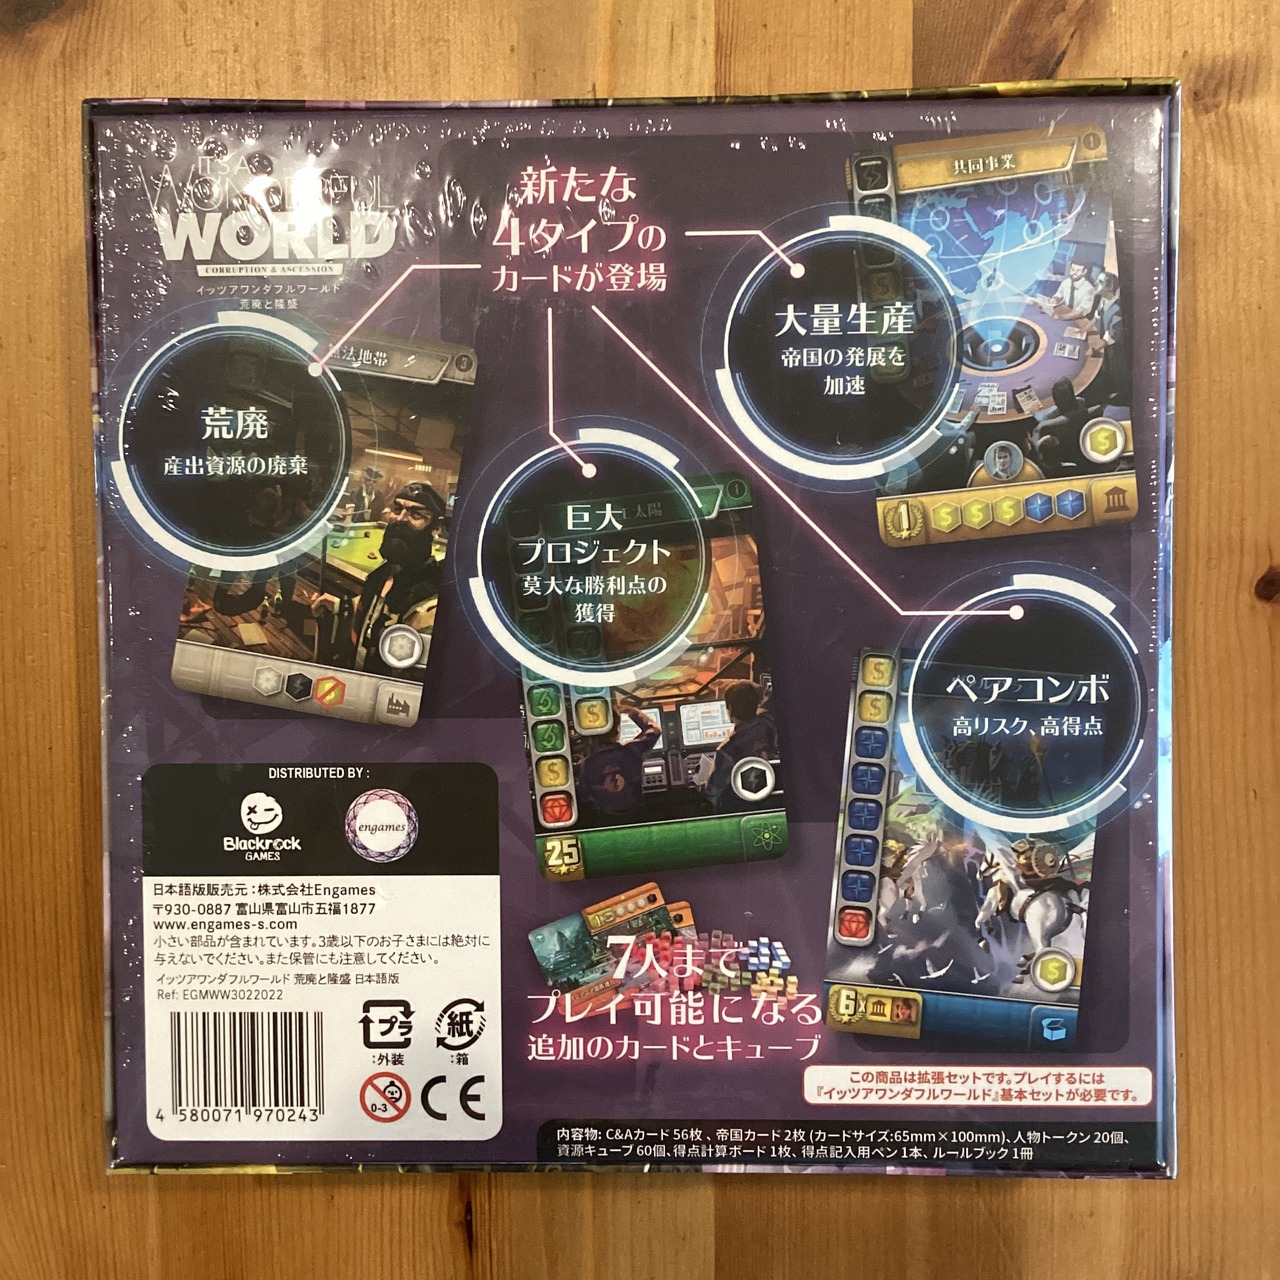 IT'S A
WONDERFUL
WORLD
CORRUPTION & ASCENSION
イッツアワンダフルワールド
荒廃と隆盛
新たな
4タイプの
カードが登場
共同事業
1
大量生産
帝国の発展を
加速
1
無法地帯
3
荒廃
産出資源の廃棄
太陽
1
巨大
プロジェクト
莫大な勝利点の
獲得
25
ペアコンボ
高リスク、高得点
6x
7人まで
プレイ可能になる
追加のカードとキューブ
DISTRIBUTED BY :
Blackrock
GAMES
engames
日本語版販売元:株式会社Engames
〒930-0887 富山県富山市五福1877
www.engames-s.com
小さい部品が含まれています。3歳以下のお子さまには絶対に
与えないでください。また保管にも注意してください。
イッツアワンダフルワールド 荒廃と隆盛 日本語版
Ref: EGMWW3022022
プラ
:外装
紙
:箱
0-3
CE
4 580071 970243
この商品は拡張セットです。プレイするには
『イッツアワンダフルワールド』基本セットが必要です。
内容物: C&Aカード 56枚 、帝国カード 2枚 (カードサイズ:65mm×100mm)、人物トークン 20個、
資源キューブ 60個、得点計算ボード 1枚、得点記入用ペン 1本、ルールブック 1冊